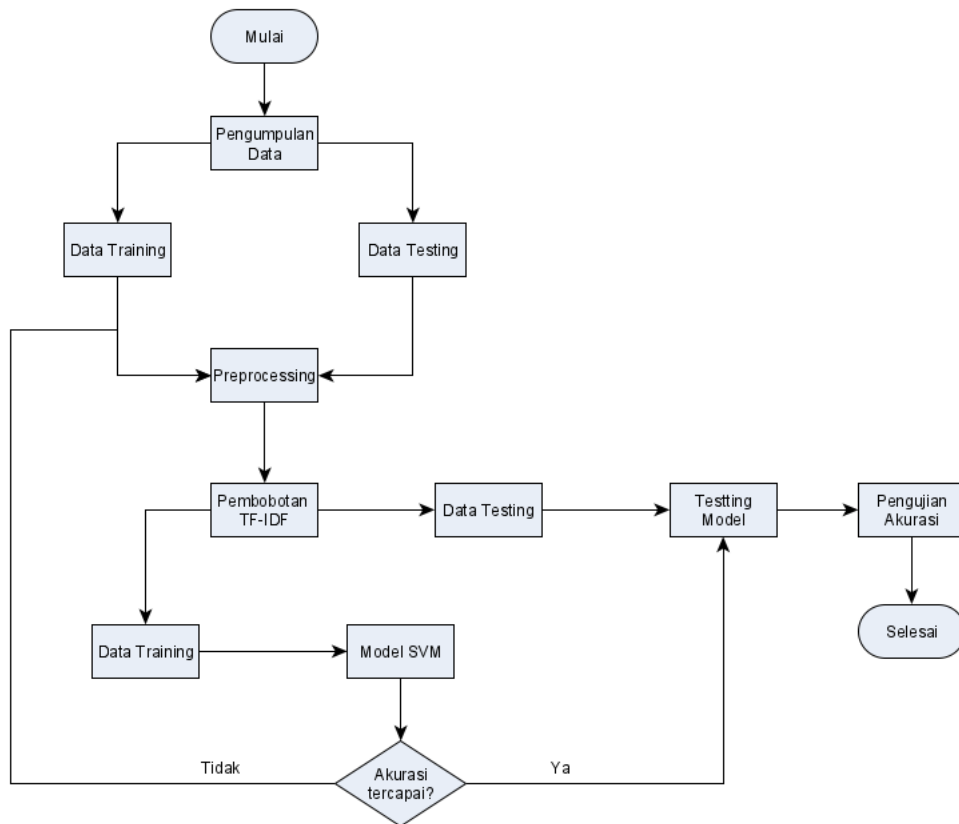 Mulai
Pengumpulan
Data
Data Training
Data Testing
Preprocessing
Pembobotan
TF-IDF
Data Testing
Testting
Model
Pengujian
Akurasi
Data Training
Model SVM
Selesai
Tidak
Akurasi
tercapai?
Ya